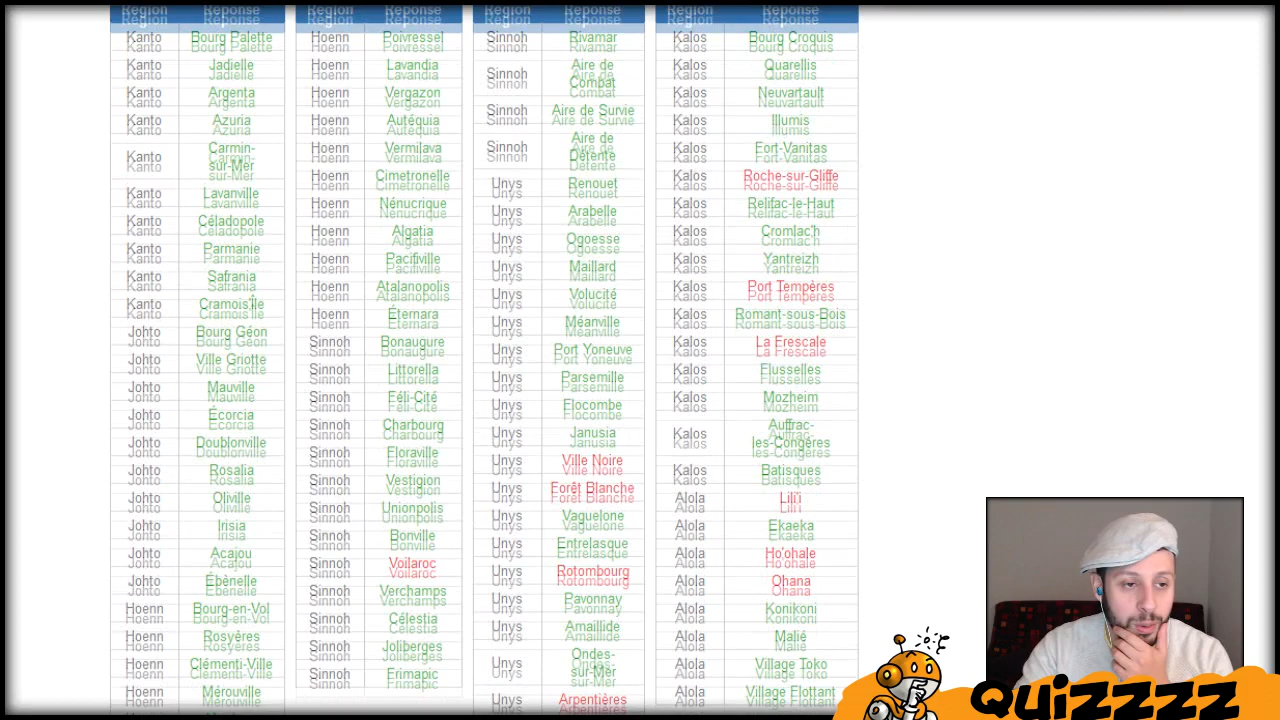 Région Réponse
Kanto Bourg Palette
Kanto Jadielle
Kanto Argenta
Kanto Azuria
Kanto Carmin-
sur-Mer
Kanto Lavanville
Kanto Céladopole
Kanto Parmanie
Kanto Safrania
Kanto Cramois'île
Johto Bourg Géon
Johto Ville Griotte
Johto Mauville
Johto Écorcia
Johto Doublonville
Johto Rosalia
Johto Oliville
Johto Irisia
Johto Acajou
Johto Ébènelle
Hoenn Bourg-en-Vol
Hoenn Rosyères
Hoenn Clémenti-Ville
Hoenn Mérouville
Région Réponse
Hoenn Poivressel
Hoenn Lavandia
Hoenn Vergazon
Hoenn Autéquia
Hoenn Vermilava
Hoenn Cimetronelle
Hoenn Nénucrique
Hoenn Algatia
Hoenn Pacifiville
Hoenn Atalanopolis
Hoenn Éternara
Sinnoh Bonaugure
Sinnoh Littorella
Sinnoh Féli-Cité
Sinnoh Charbourg
Sinnoh Floraville
Sinnoh Vestigion
Sinnoh Unionpolis
Sinnoh Bonville
Sinnoh Voilaroc
Sinnoh Verchamps
Sinnoh Célestia
Sinnoh Joliberges
Sinnoh Frimapic
Région Réponse
Sinnoh Rivamar
Sinnoh Aire de
Combat
Sinnoh Aire de Survie
Sinnoh Aire de
Détente
Unys Renouet
Unys Arabelle
Unys Ogoesse
Unys Maillard
Unys Volucité
Unys Méanville
Unys Port Yoneuve
Unys Parsemille
Unys Flocombe
Unys Janusia
Unys Ville Noire
Unys Forêt Blanche
Unys Vaguelone
Unys Entrelasque
Unys Rotombourg
Unys Pavonnay
Unys Amaillide
Unys Ondes-
sur-Mer
Unys Arpentières
Région Réponse
Kalos Bourg Croquis
Kalos Quarellis
Kalos Neuvartault
Kalos Illumis
Kalos Fort-Vanitas
Kalos Roche-sur-Gliffe
Kalos Relifac-le-Haut
Kalos Cromlac'h
Kalos Yantreizh
Kalos Port Tempères
Kalos Romant-sous-Bois
Kalos La Frescale
Kalos Flusselles
Kalos Mozheim
Kalos Auffrac-
les-Congères
Kalos Batisques
Alola Lili'i
Alola Ekaeka
Alola Ho'ohale
Alola Ohana
Alola Konikoni
Alola Malié
Alola Village Toko
Alola Village Flottant
QUiZZZZ